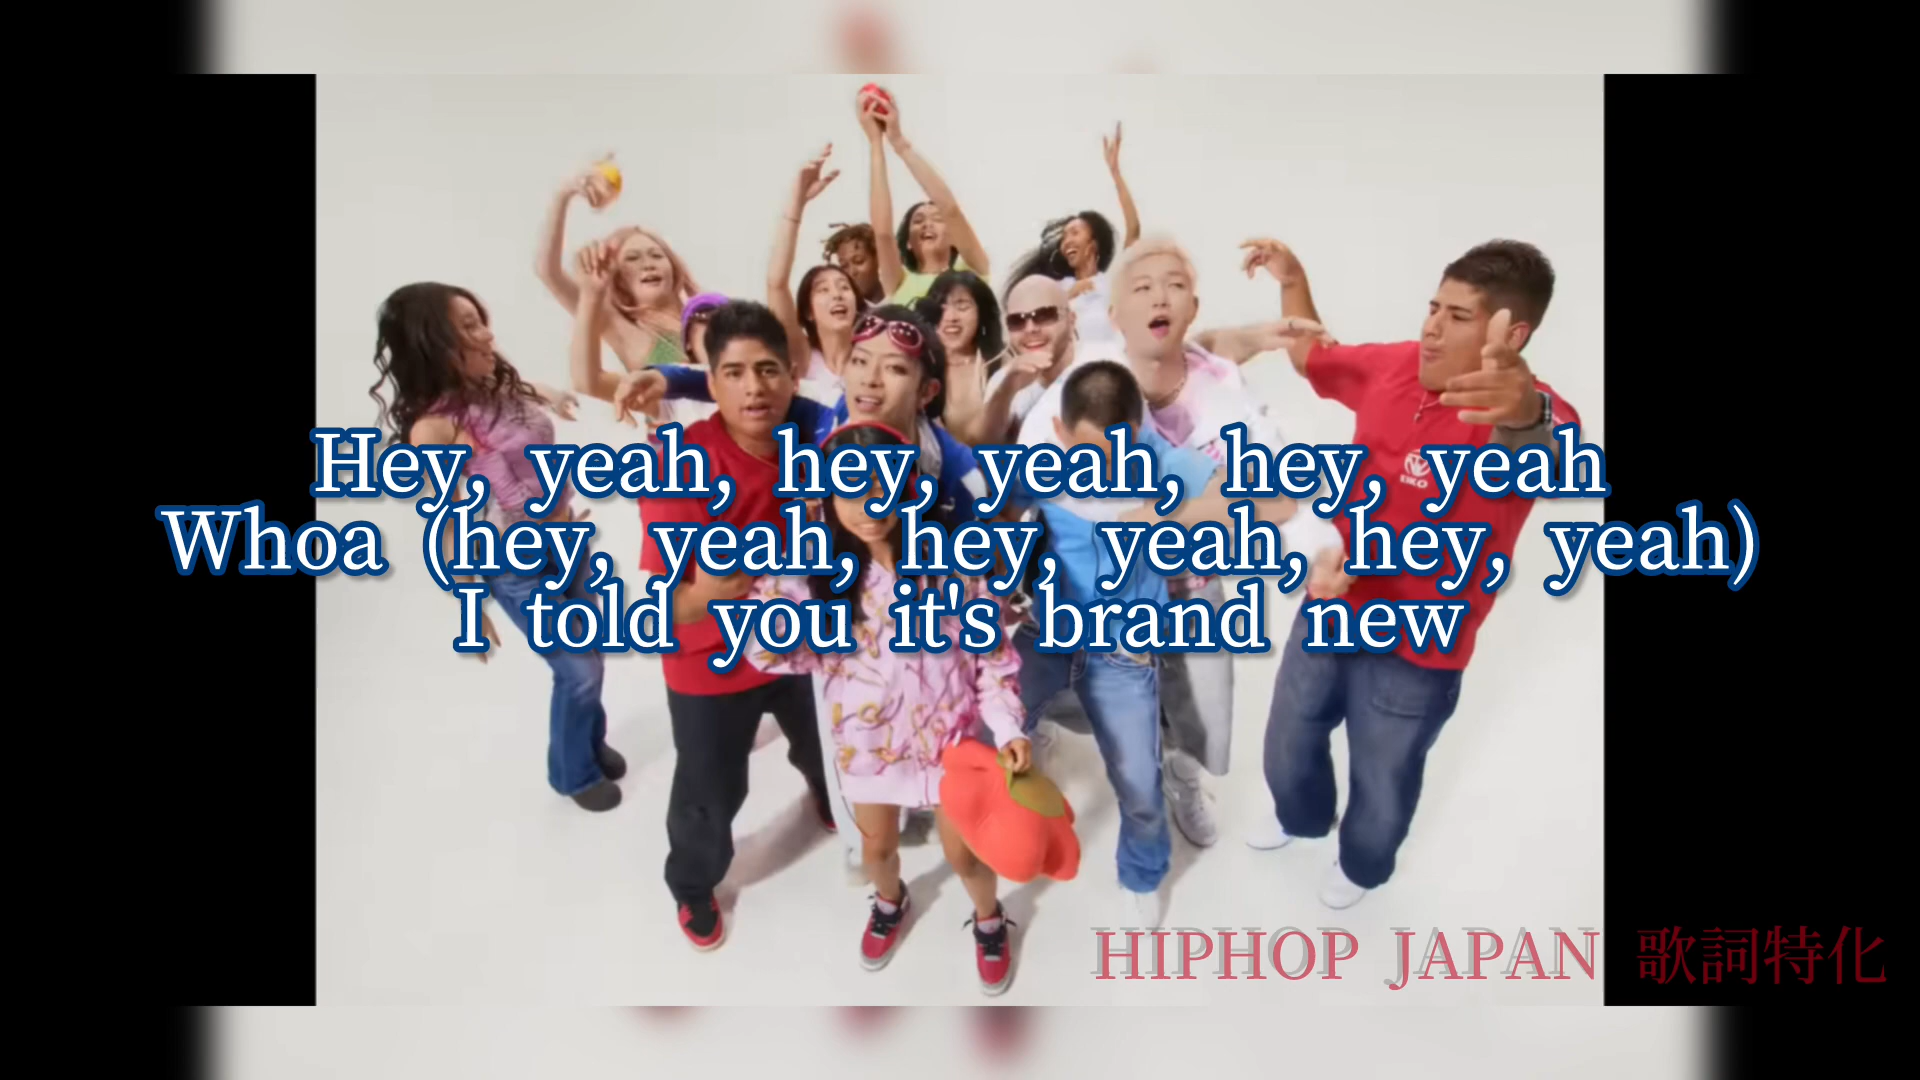 Hey, yeah, hey, yeah, hey, yeah
Whoa (hey, yeah, hey, yeah, hey, yeah)
I told you it's brand new
EIKO
HIPHOP JAPAN 歌詞特化